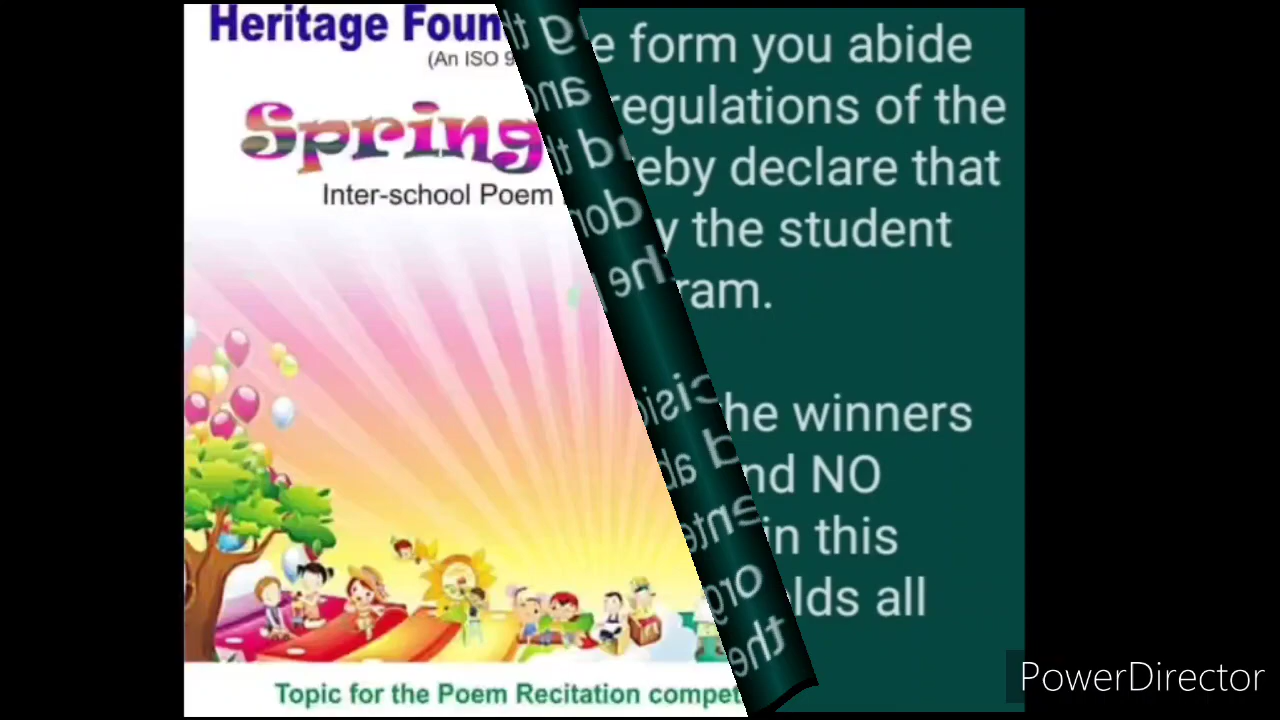 Heritage Foun
(An ISO 9
Spring
Inter-school Poem
Topic for the Poem Recitation compet
e form you abide
regulations of the
eby declare that
y the student
ram.
he winners
nd NO
in this
lds all
PowerDirector